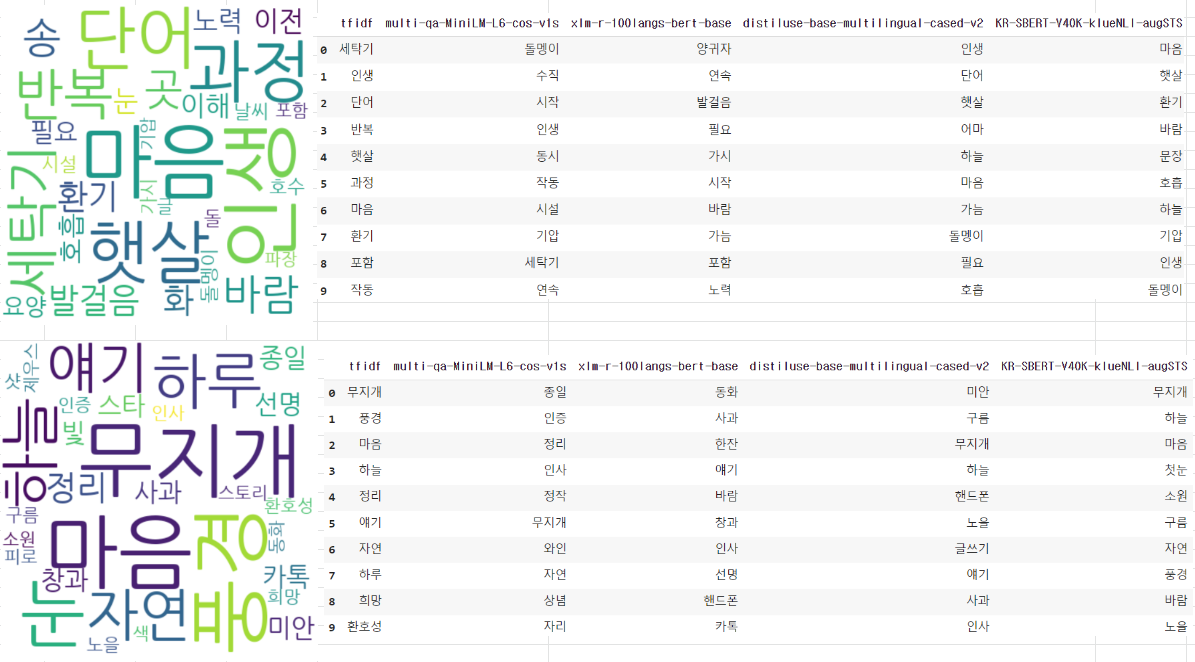 송 단어 노력 이전
반복 눈 곳 과정
이해 날씨 포함
필요 마음 기합 인생
시설 환기 가시 글 호수
세탁기 호흡 햇살 돌 파장
요양 발걸음 화 돌멩이 바람
tfidf multi-qa-MiniLM-L6-cos-v1s xlm-r-100langs-bert-base distiluse-base-multilingual-cased-v2 KR-SBERT-V40K-klueNLI-augSTS
0 세탁기 돌멩이 양귀자 인생 마음
1 인생 수직 연속 단어 햇살
2 단어 시작 발걸음 햇살 환기
3 반복 인생 필요 어마 바람
4 햇살 동시 가시 하늘 문장
5 과정 작동 시작 마음 호흡
6 마음 시설 바람 가늠 하늘
7 환기 기압 가늠 돌멩이 기압
8 포함 세탁기 포함 필요 인생
9 작동 연속 노력 호흡 돌멩이
샷 제우스 얘기 하루 종일
인증 스타 인사 선명
하늘 빛 무지개
정리 사과 스토리 환호성
구름 소원 피로 마음 풍경 동화
창과 카톡 희망
눈 자연 노을 색 미안
tfidf multi-qa-MiniLM-L6-cos-v1s xlm-r-100langs-bert-base distiluse-base-multilingual-cased-v2 KR-SBERT-V40K-klueNLI-augSTS
0 무지개 종일 동화 미안 무지개
1 풍경 인증 사과 구름 하늘
2 마음 정리 한잔 무지개 마음
3 하늘 인사 얘기 하늘 첫눈
4 정리 정작 바람 핸드폰 소원
5 얘기 무지개 창과 노을 구름
6 자연 와인 인사 글쓰기 자연
7 하루 자연 선명 얘기 풍경
8 희망 상념 핸드폰 사과 바람
9 환호성 자리 카톡 인사 노을